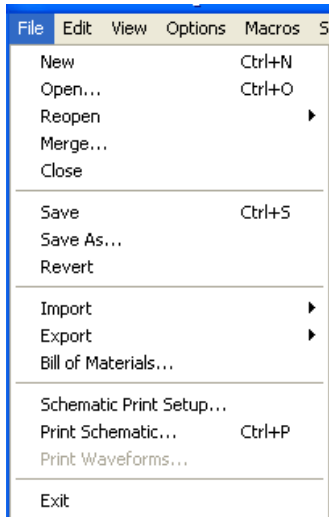 File Edit View Options Macros S
New Ctrl+N
Open... Ctrl+O
Reopen
Merge...
Close
Save Ctrl+S
Save As...
Revert
Import
Export
Bill of Materials...
Schematic Print Setup...
Print Schematic... Ctrl+P
Print Waveforms...
Exit